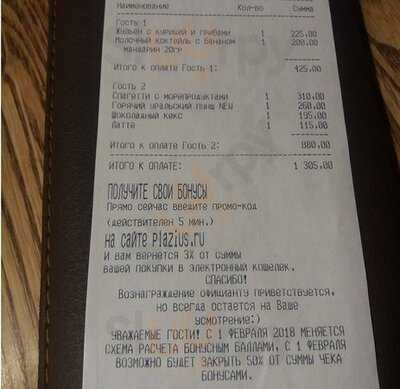 Наименование Кол-во Сумма
Гость 1
Жульен с курицей и грибами 1 225.00
Молочный коктейль с бананом 1 200.00
мандарин 20гр
Итого к оплате Гость 1: 425.00
Гость 2
Спагетти с морепродуктами 1 310.00
Горячий уральский пунш NEW 1 260.00
Шоколадный кекс 1 195.00
Латте 1 115.00
Итого к оплате Гость 2: 880.00
ИТОГО К ОПЛАТЕ: 1 305.00
ПОЛУЧИТЕ СВОИ БОНУСЫ
Прямо сейчас введите промо-код
(действителен 5 мин.)
на сайте plazius.ru
И вам вернется 3% от суммы
вашей покупки в электронный кошелек.
СПАСИБО!
Вознаграждение официанту приветствуется,
но всегда остается на Ваше
усмотрение:)
УВАЖАЕМЫЕ ГОСТИ! С 1 ФЕВРАЛЯ 2018 МЕНЯЕТСЯ
СХЕМА РАСЧЕТА БОНУСНЫМ БАЛЛАМИ. С 1 ФЕВРАЛЯ
ВОЗМОЖНО БУДЕТ ЗАКРЫТЬ 50% ОТ СУММЫ ЧЕКА
БОНУСАМИ.